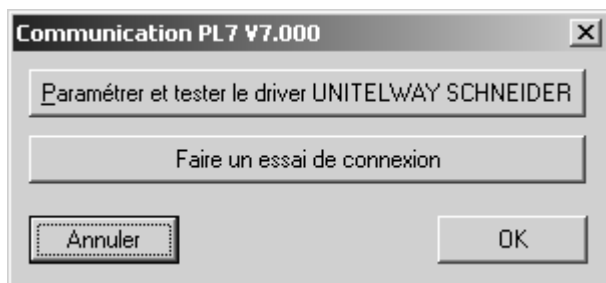 Communication PL7 V7.000
Paramétrer et tester le driver UNITELWAY SCHNEIDER
Faire un essai de connexion
Annuler
OK